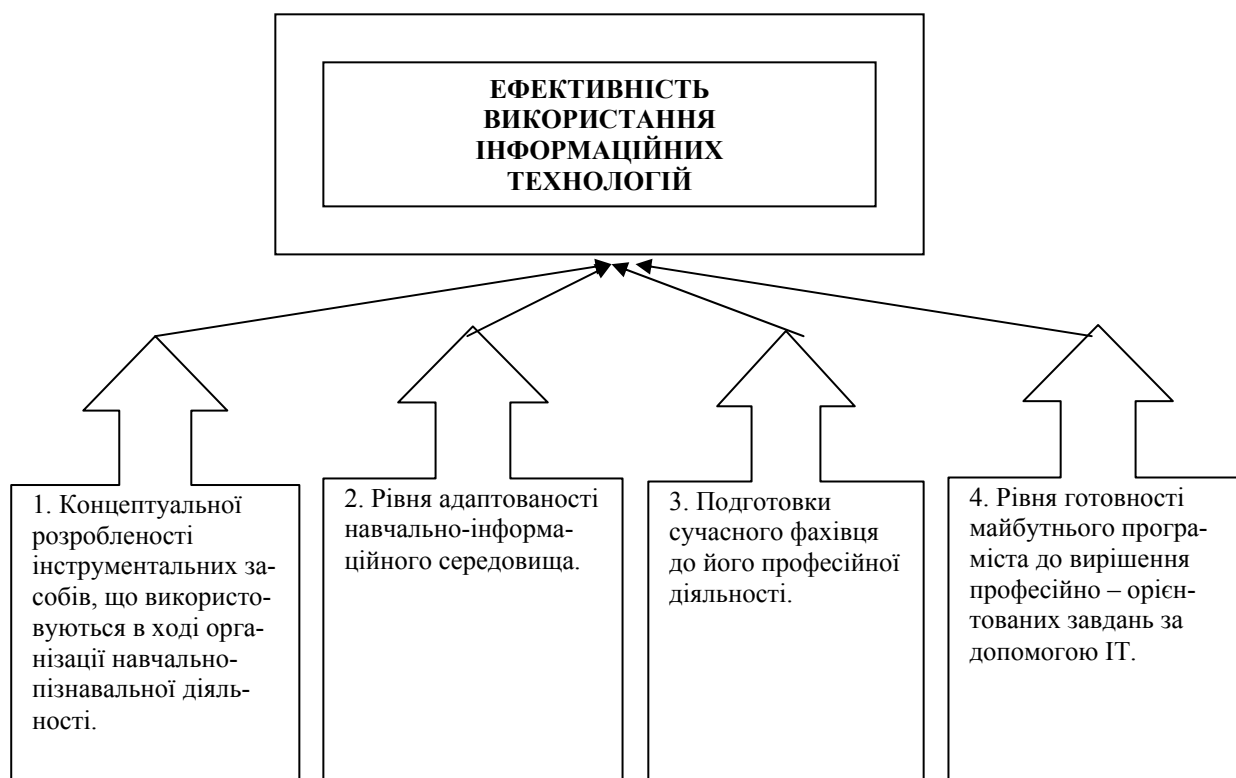 ЕФЕКТИВНІСТЬ
ВИКОРИСТАННЯ
ІНФОРМАЦІЙНИХ
ТЕХНОЛОГІЙ
1. Концептуальної
розробленості
інструментальних за-
собів, що використо-
вуються в ході орга-
нізації навчально-
пізнавальної діяль-
ності.
2. Рівня адаптованості
навчально-інформа-
ційного середовища.
3. Подготовки
сучасного фахівця
до його професійної
діяльності.
4. Рівня готовності
майбутнього програ-
міста до вирішення
професійно – орієн-
тованих завдань за
допомогою ІТ.